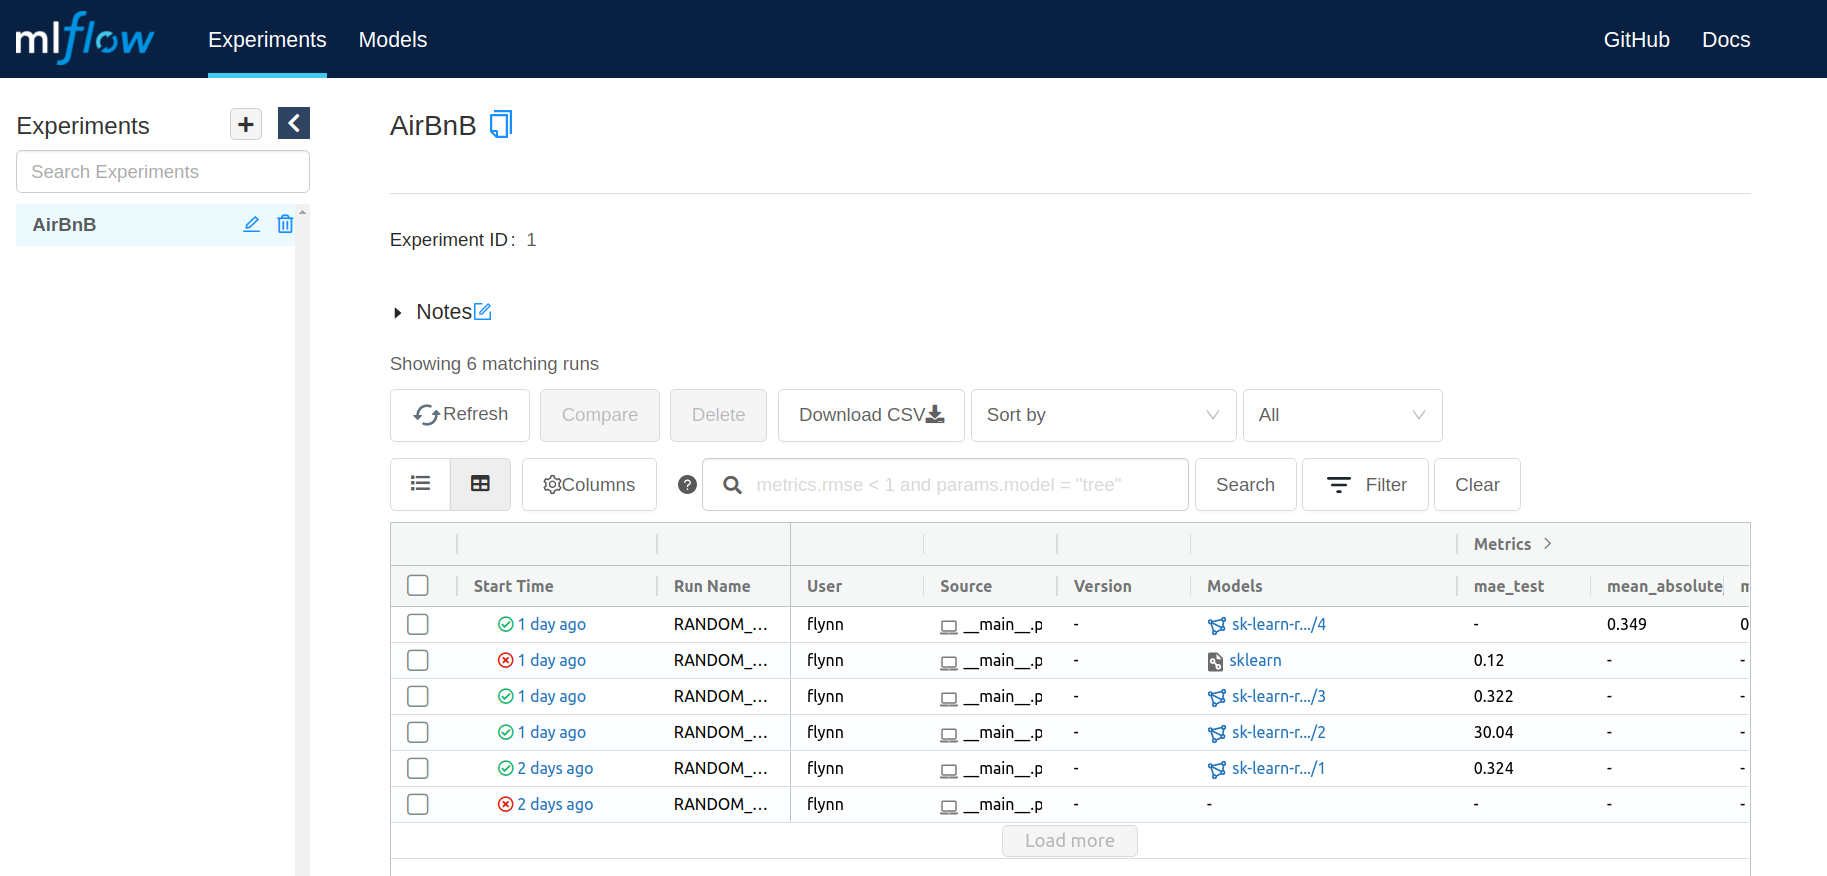 mlflow Experiments Models GitHub Docs
Experiments
Search Experiments
AirBnB
AirBnB
Experiment ID: 1
Notes
Showing 6 matching runs
Refresh Compare Delete Download CSV Sort by All
Columns ? metrics.rmse < 1 and params.model = "tree" Search Filter Clear
Metrics >
Start Time Run Name User Source Version Models mae_test mean_absolute
1 day ago RANDOM_... flynn __main__.p - sk-learn-r.../4 - 0.349 0
1 day ago RANDOM_... flynn __main__.p - sklearn 0.12 - -
1 day ago RANDOM_... flynn __main__.p - sk-learn-r.../3 0.322 - -
1 day ago RANDOM_... flynn __main__.p - sk-learn-r.../2 30.04 - -
2 days ago RANDOM_... flynn __main__.p - sk-learn-r.../1 0.324 - -
2 days ago RANDOM_... flynn __main__.p - - - - -
Load more